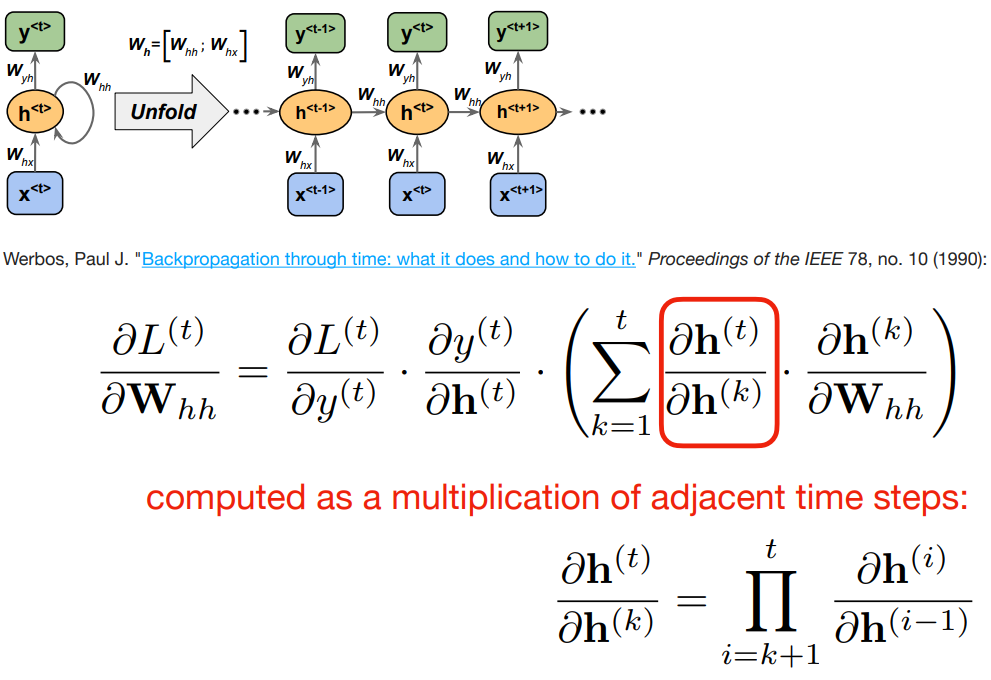 y<t> W_h=[W_hh; W_hx] y<t-1> y<t> y<t+1>
W_yh W_hh W_yh W_yh W_yh
h<t> Unfold ••• h<t-1> W_hh h<t> W_hh h<t+1> •••
W_hx W_hx W_hx W_hx
x<t> x<t-1> x<t> x<t+1>
Werbos, Paul J. "Backpropagation through time: what it does and how to do it." Proceedings of the IEEE 78, no. 10 (1990):
∂L^(t)/∂W_hh = ∂L^(t)/∂y^(t) · ∂y^(t)/∂h^(t) · (∑_{k=1}^{t} ∂h^(t)/∂h^(k) · ∂h^(k)/∂W_hh)
computed as a multiplication of adjacent time steps:
∂h^(t)/∂h^(k) = ∏_{i=k+1}^{t} ∂h^(i)/∂h^(i−1)